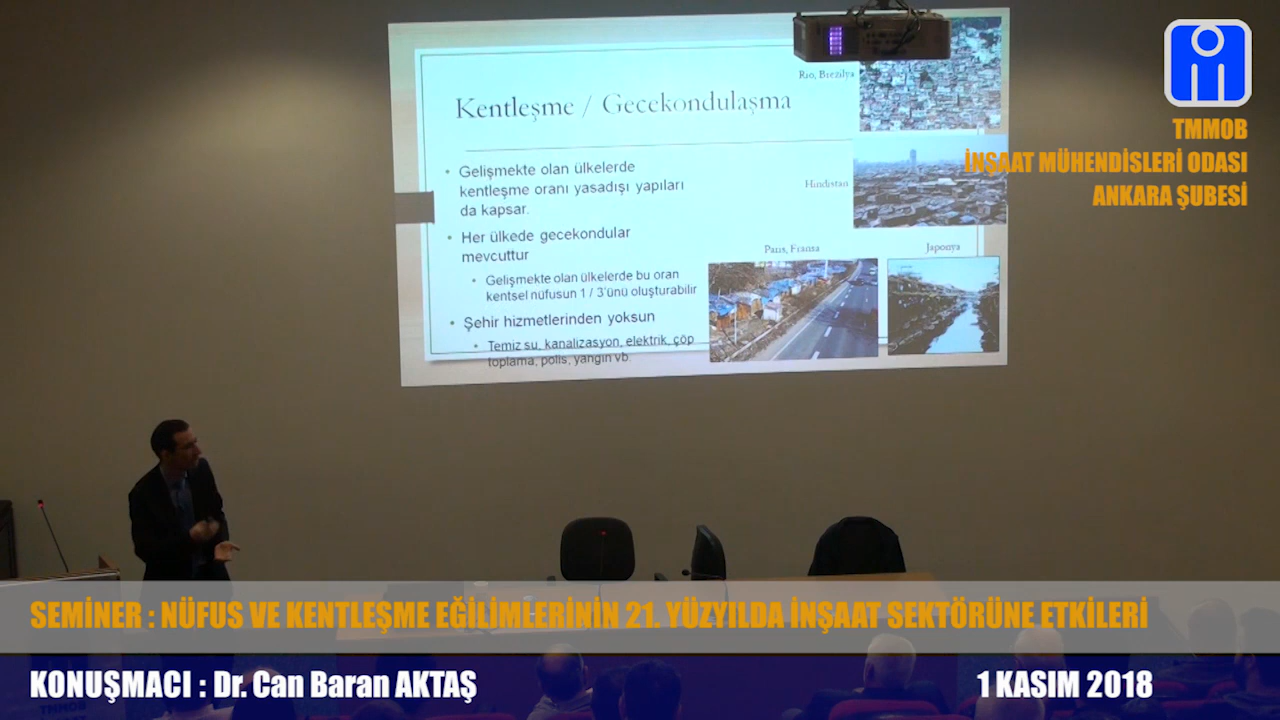 Rio, Brezilya
Kentleşme / Gecekondulaşma
• Gelişmekte olan ülkelerde
kentleşme oranı yasadışı yapıları
da kapsar.
Hindistan
• Her ülkede gecekondular
mevcuttur
Paris, Fransa
Japonya
• Gelişmekte olan ülkelerde bu oran
kentsel nüfusun 1 / 3'ünü oluşturabilir
• Şehir hizmetlerinden yoksun
• Temiz su, kanalizasyon, elektrik, çöp
toplama, polis, yangın vb.
TMMOB
İNŞAAT MÜHENDİSLERİ ODASI
ANKARA ŞUBESİ
SEMİNER : NÜFUS VE KENTLEŞME EĞİLİMLERİNİN 21. YÜZYILDA İNŞAAT SEKTÖRÜNE ETKİLERİ
KONUŞMACI : Dr. Can Baran AKTAŞ
1 KASIM 2018
TMMOB